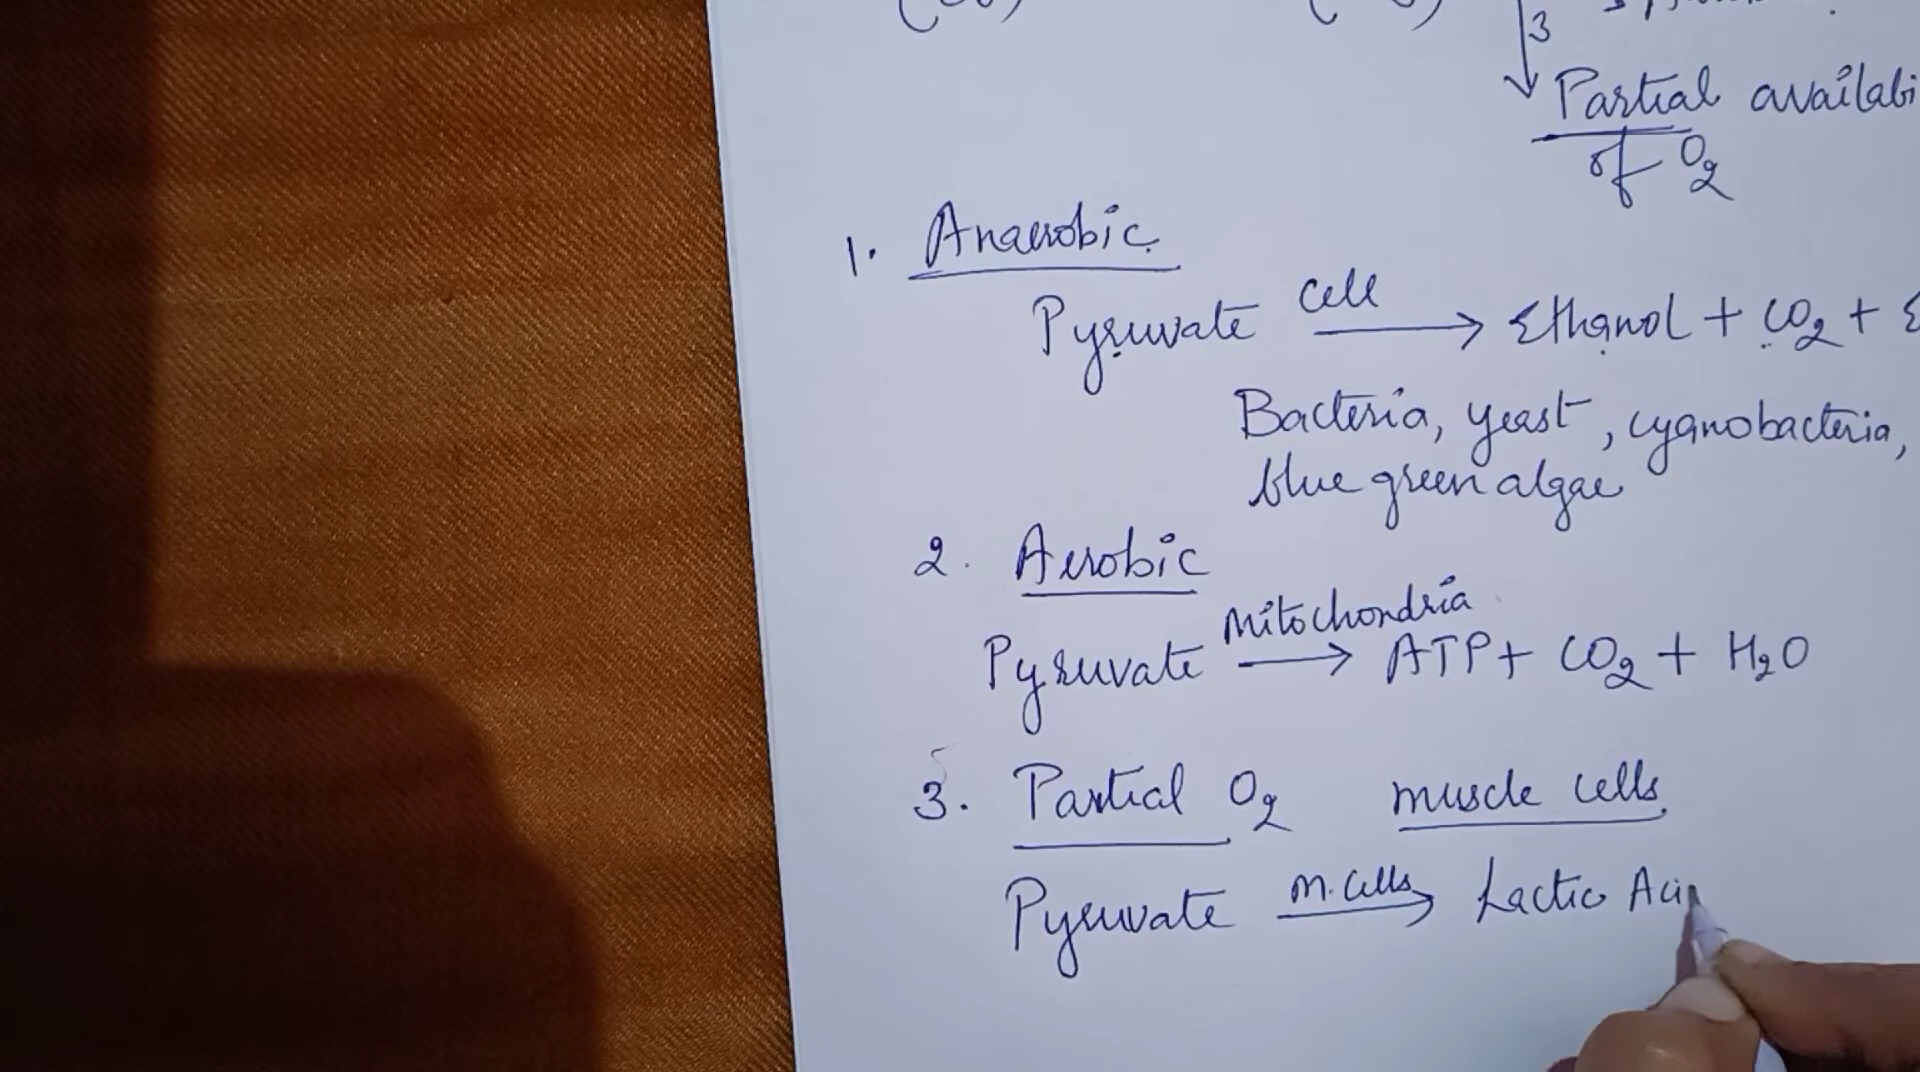 3
Partial availabi
of O2
1. Anaerobic
Pyruvate cell → Ethanol + CO2 + E
Bacteria, yeast, cyanobacteria,
blue green algae
2. Aerobic
Pyruvate mitochondria → ATP + CO2 + H2O
3. Partial O2 muscle cells
Pyruvate m. cells → Lactic Aci